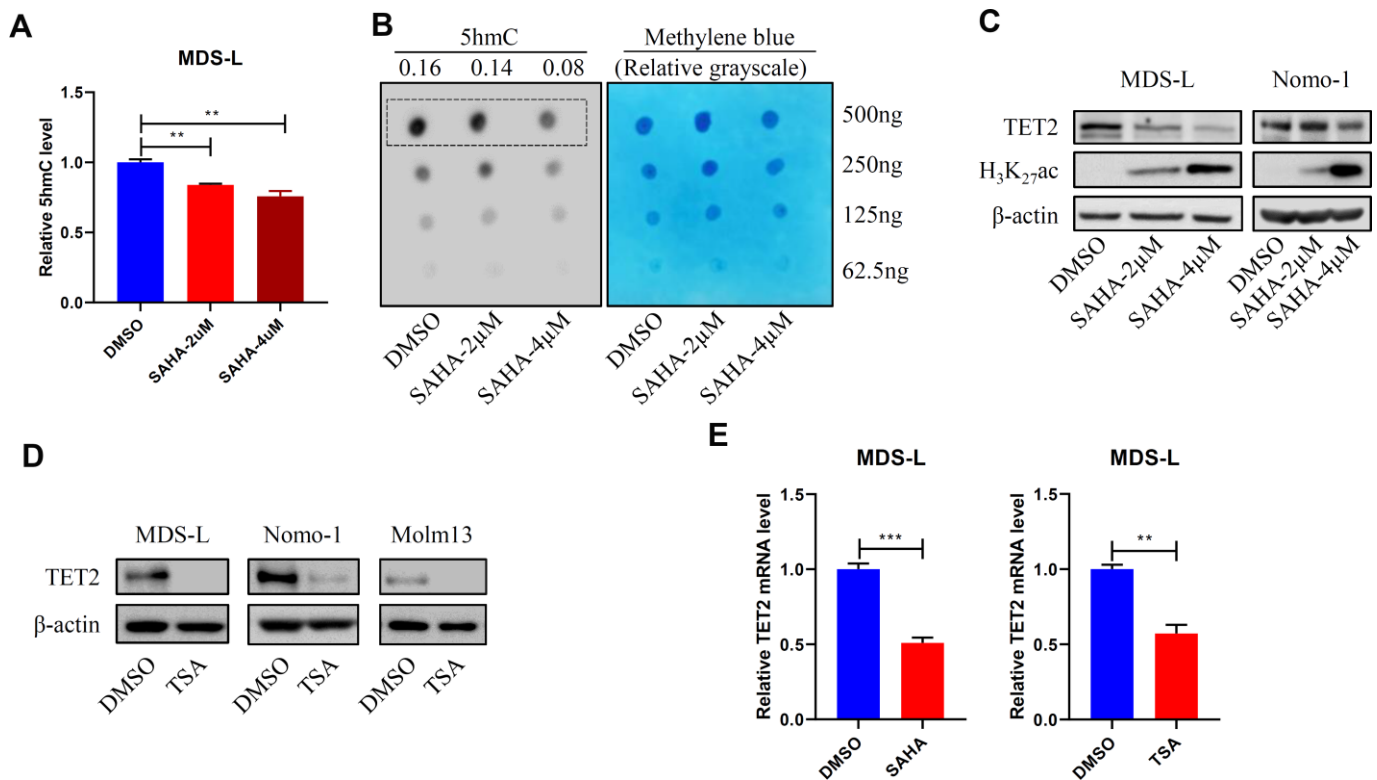 A
MDS-L
Relative 5hmC level
1.5
1.0
0.5
0.0
**
**
DMSO
SAHA-2uM
SAHA-4uM
B
5hmC
Methylene blue
0.16 0.14 0.08
(Relative grayscale)
500ng
250ng
125ng
62.5ng
DMSO
SAHA-2μM
SAHA-4μM
DMSO
SAHA-2μM
SAHA-4μM
C
MDS-L Nomo-1
TET2
H₃K₂₇ac
β-actin
DMSO
SAHA-2μM
SAHA-4μM
DMSO
SAHA-2μM
SAHA-4μM
D
MDS-L Nomo-1 Molm13
TET2
β-actin
DMSO TSA DMSO TSA DMSO TSA
E
MDS-L
Relative TET2 mRNA level
1.5
1.0
0.5
0.0
***
DMSO
SAHA
MDS-L
Relative TET2 mRNA level
1.5
1.0
0.5
0.0
**
DMSO
TSA